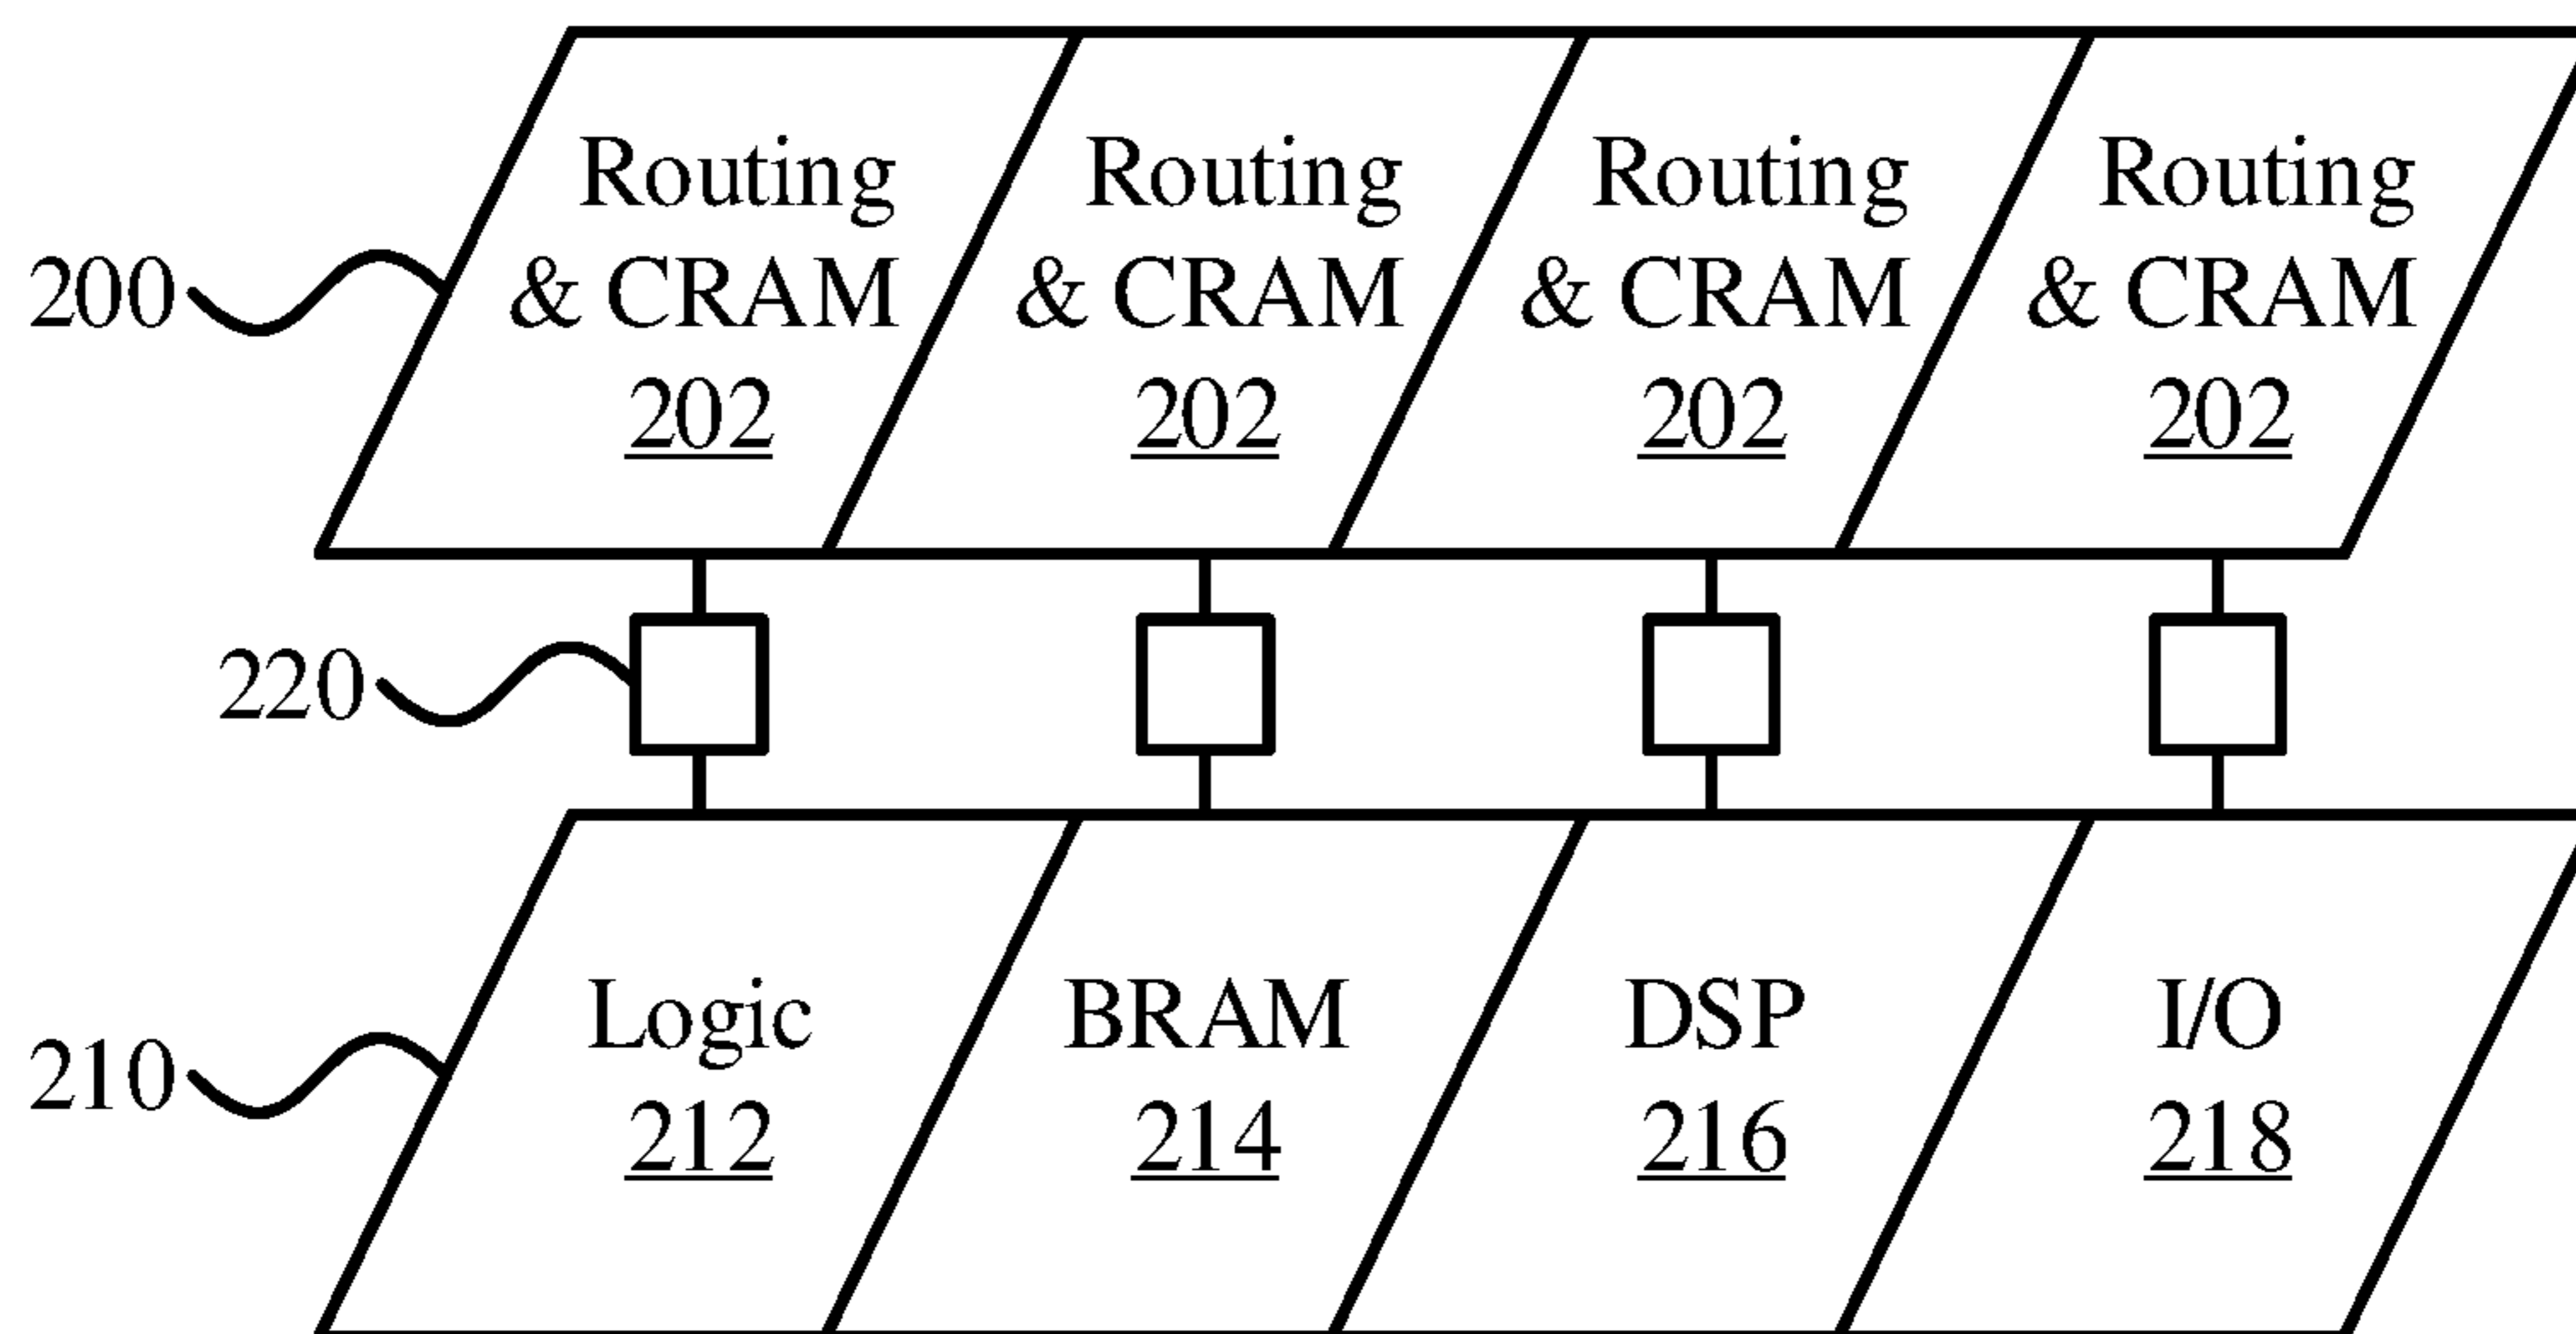 Routing Routing Routing Routing
200 & CRAM & CRAM & CRAM & CRAM
202 202 202 202
220
Logic BRAM DSP I/O
210
212 214 216 218